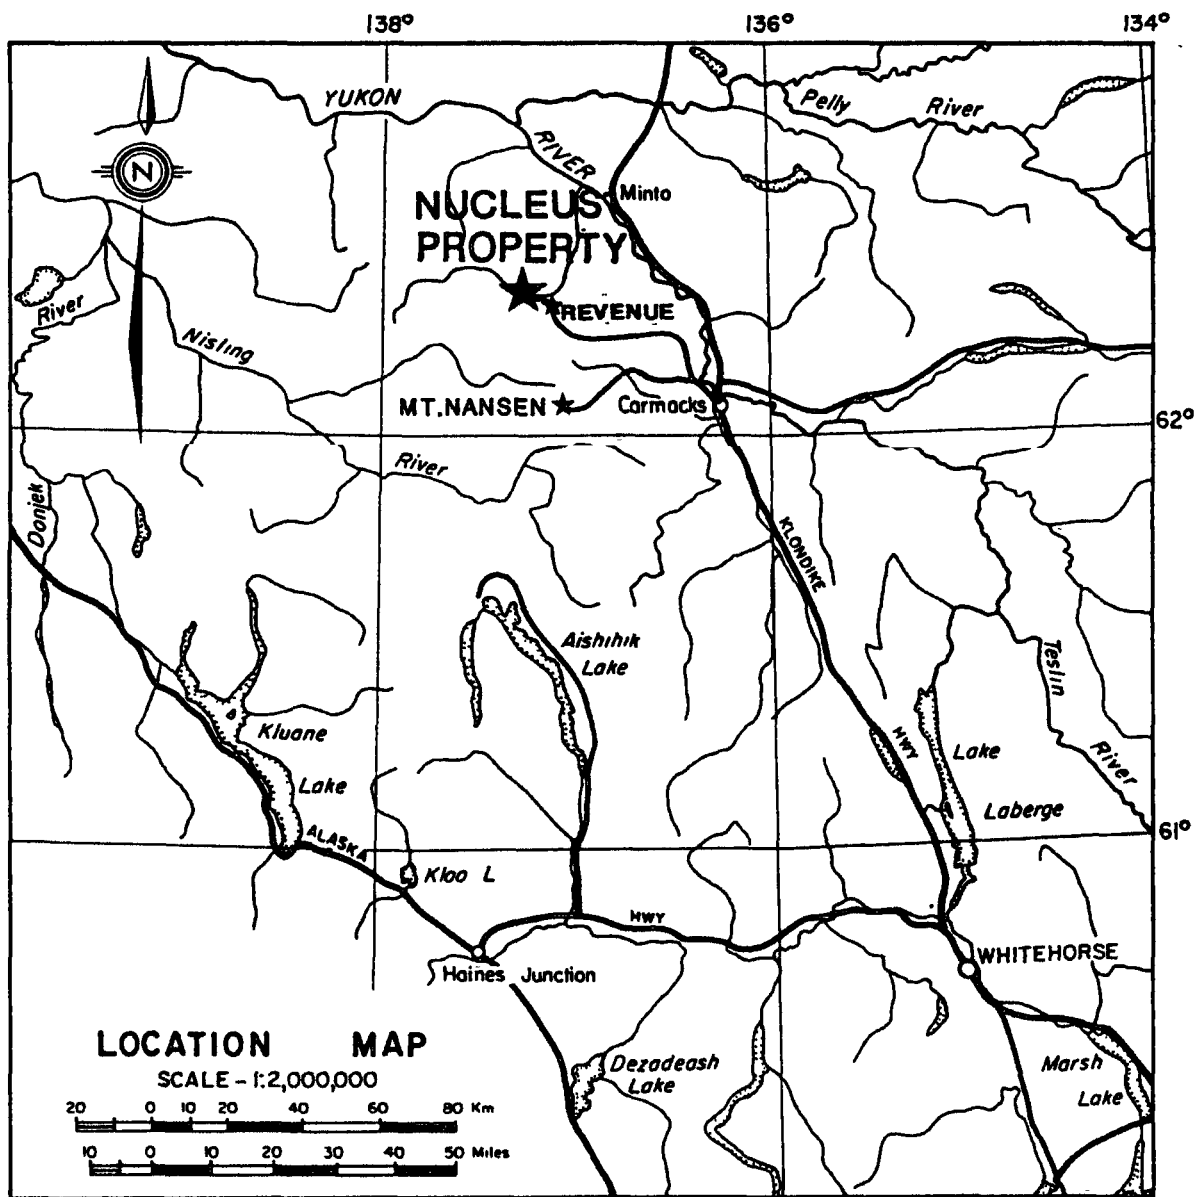 138° 136° 134°
YUKON
RIVER
Pelly River
N
Minto
NUCLEUS
PROPERTY
River
REVENUE
Nisling
MT. NANSEN
Carmacks
62°
River
Donjek
KLONDIKE
Aishihik
Lake
Teslin
River
Kluane
Lake
HWY
Lake
Laberge
61°
ALASKA
Kloo L
HWY
WHITEHORSE
Haines Junction
LOCATION MAP
SCALE - 1:2,000,000
20 0 10 20 40 60 80 Km
10 0 10 20 30 40 50 Miles
Dezadeash
Lake
Marsh
Lake